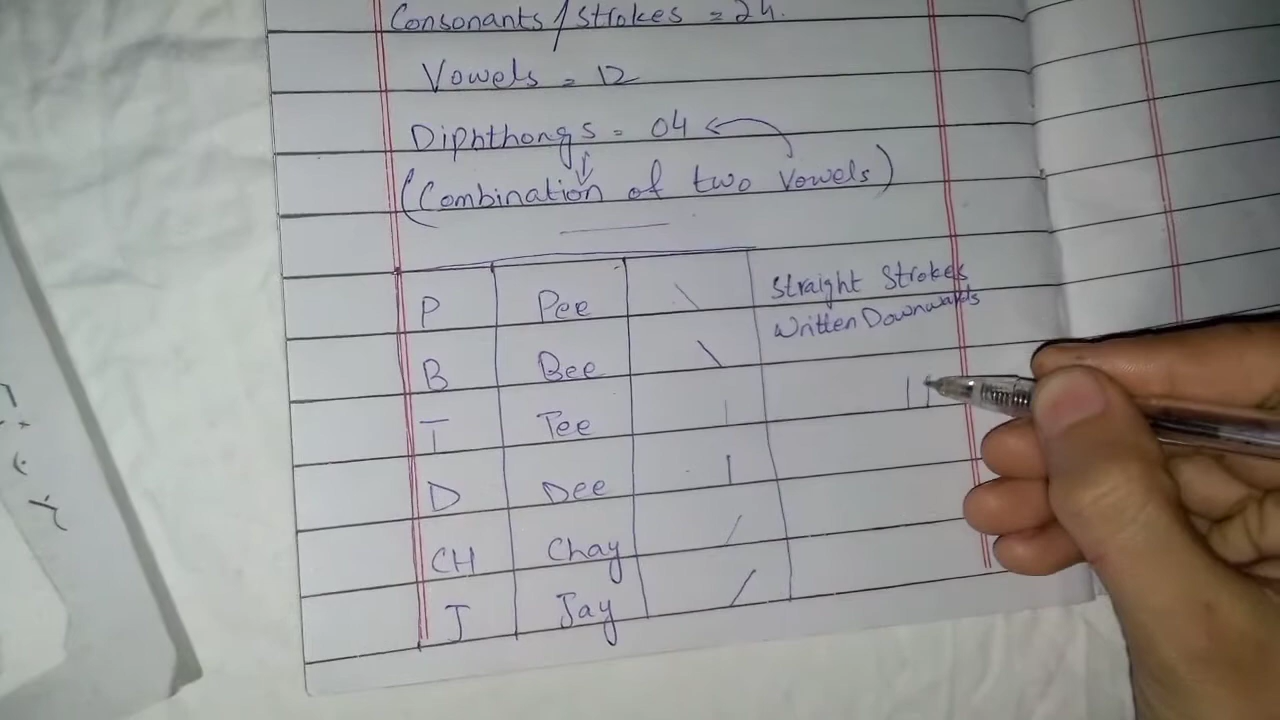 Consonants/strokes = 24.
Vowels = 12
Diphthongs = 04
(Combination of two vowels)
P Pee \ Straight Strokes
Written Downwards
B Bee \
T Tee |
D Dee |
CH Chay /
J Jay /